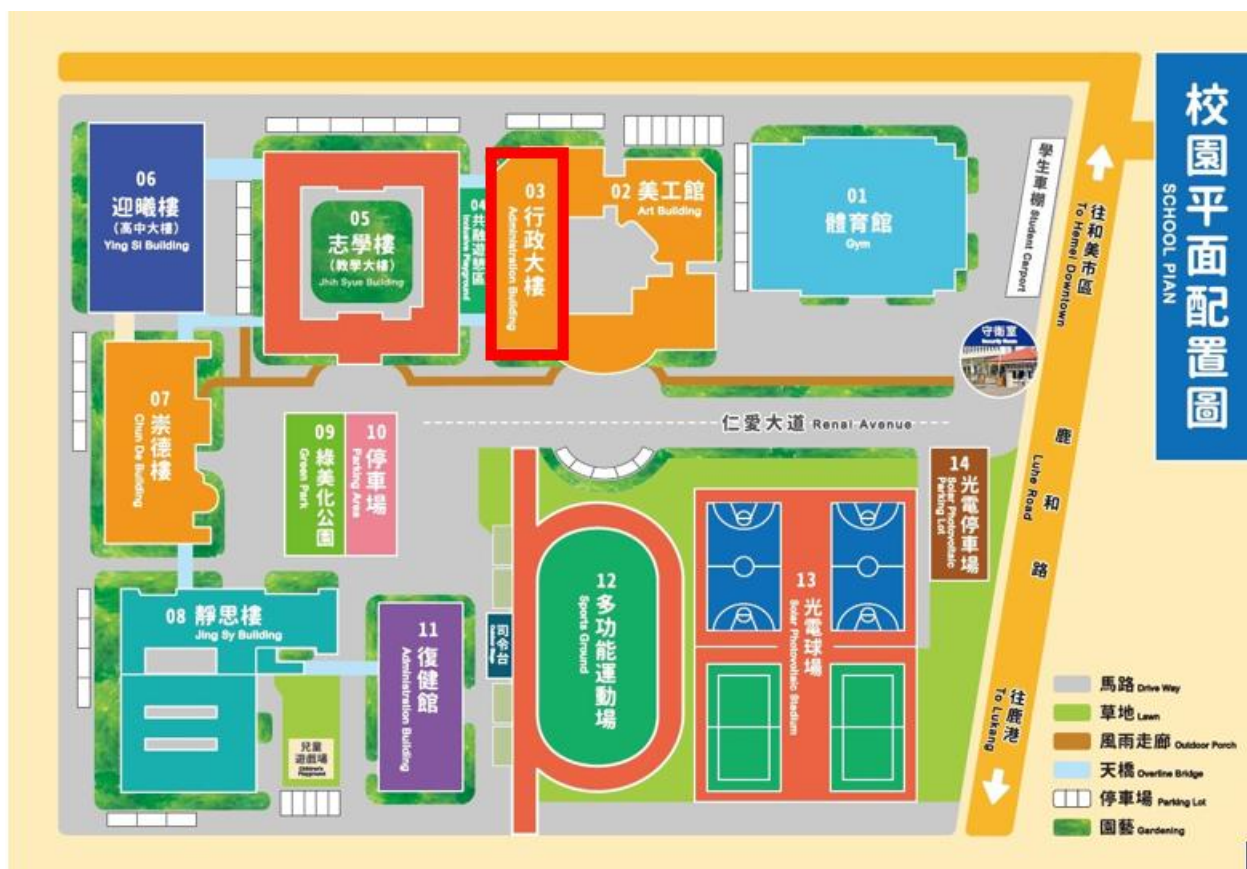 校園平面配置圖
SCHOOL PlAN
06
迎曦樓
(高中大樓)
Ying Si Building
05
志學樓
(教學大樓)
Jhih Syue Building
04
共融遊憩區
Inclusive Playground
03
行政大樓
Administration Building
02 美工館
Art Building
01
體育館
Gym
學生車棚 Student Carport
往和美市區
To Hemei Downtown
守衛室
Security Room
07
崇德樓
Chun De Building
09
綠美化公園
Green Park
10
停車場
Parking Area
仁愛大道 Renai Avenue
14
光電停車場
Solar Photovoltaic
Parking Lot
鹿和路
Luhe Road
08 靜思樓
Jing Sy Building
11
復健館
Administration Building
司令台
12
多功能運動場
Sports Ground
13
光電球場
Solar Photovoltaic Stadium
兒童
遊戲場
Children's
Playground
往鹿港
To Lukang
馬路 Drive Way
草地 Lawn
風雨走廊 Outdoor Porch
天橋 Overline Bridge
停車場 Parking Lot
園藝 Gardening